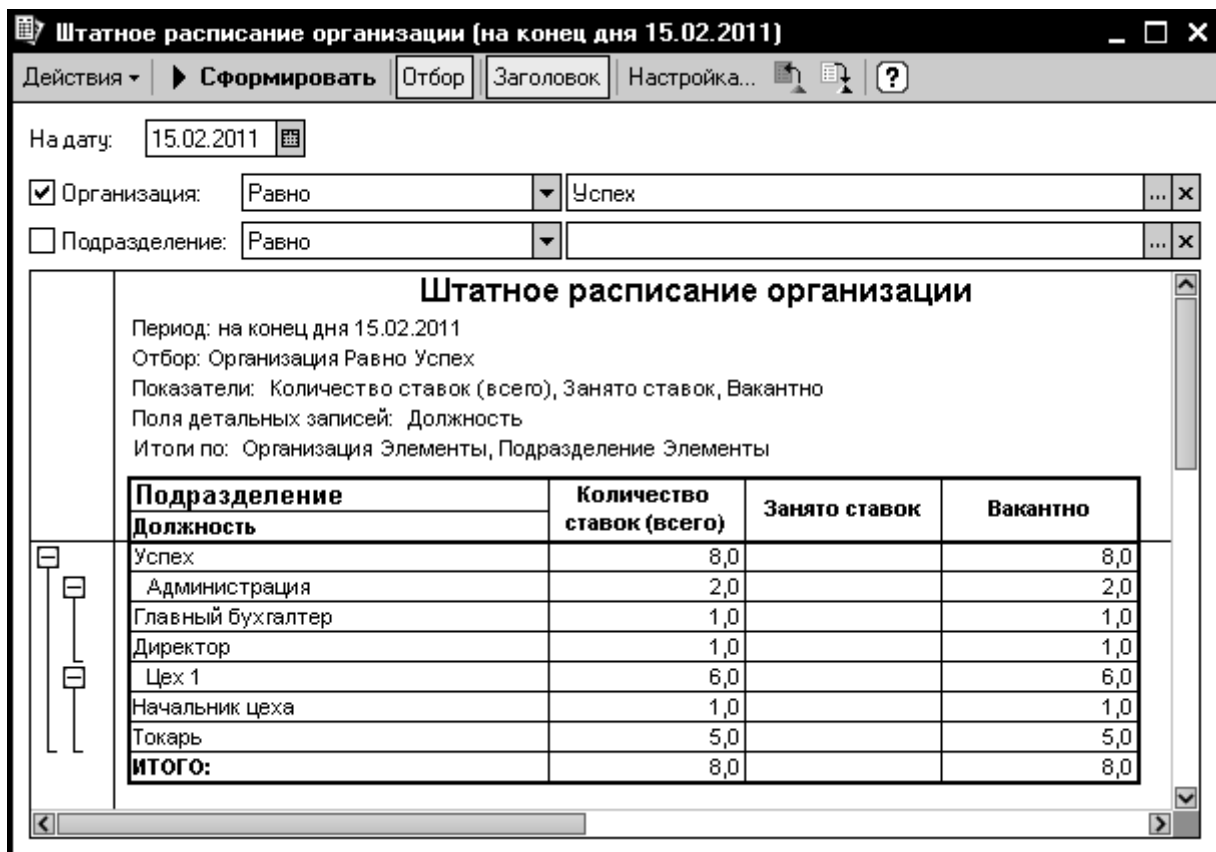 Штатное расписание организации (на конец дня 15.02.2011)
Действия Сформировать Отбор Заголовок Настройка... ?
На дату: 15.02.2011
Организация: Равно Успех ... x
Подразделение: Равно ... x
Штатное расписание организации
Период: на конец дня 15.02.2011
Отбор: Организация Равно Успех
Показатели: Количество ставок (всего), Занято ставок, Вакантно
Поля детальных записей: Должность
Итоги по: Организация Элементы, Подразделение Элементы
Подразделение Количество ставок (всего) Занято ставок Вакантно
Должность
Успех 8,0 8,0
Администрация 2,0 2,0
Главный бухгалтер 1,0 1,0
Директор 1,0 1,0
Цех 1 6,0 6,0
Начальник цеха 1,0 1,0
Токарь 5,0 5,0
ИТОГО: 8,0 8,0